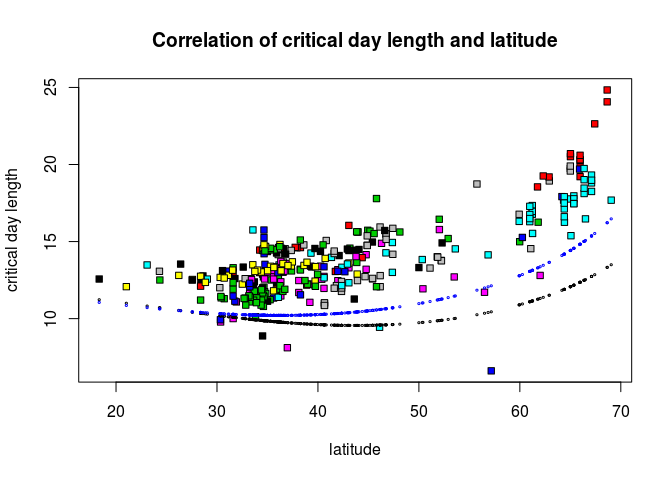 Correlation of critical day length and latitude
critical day length
25
20
15
10
20 30 40 50 60 70
latitude